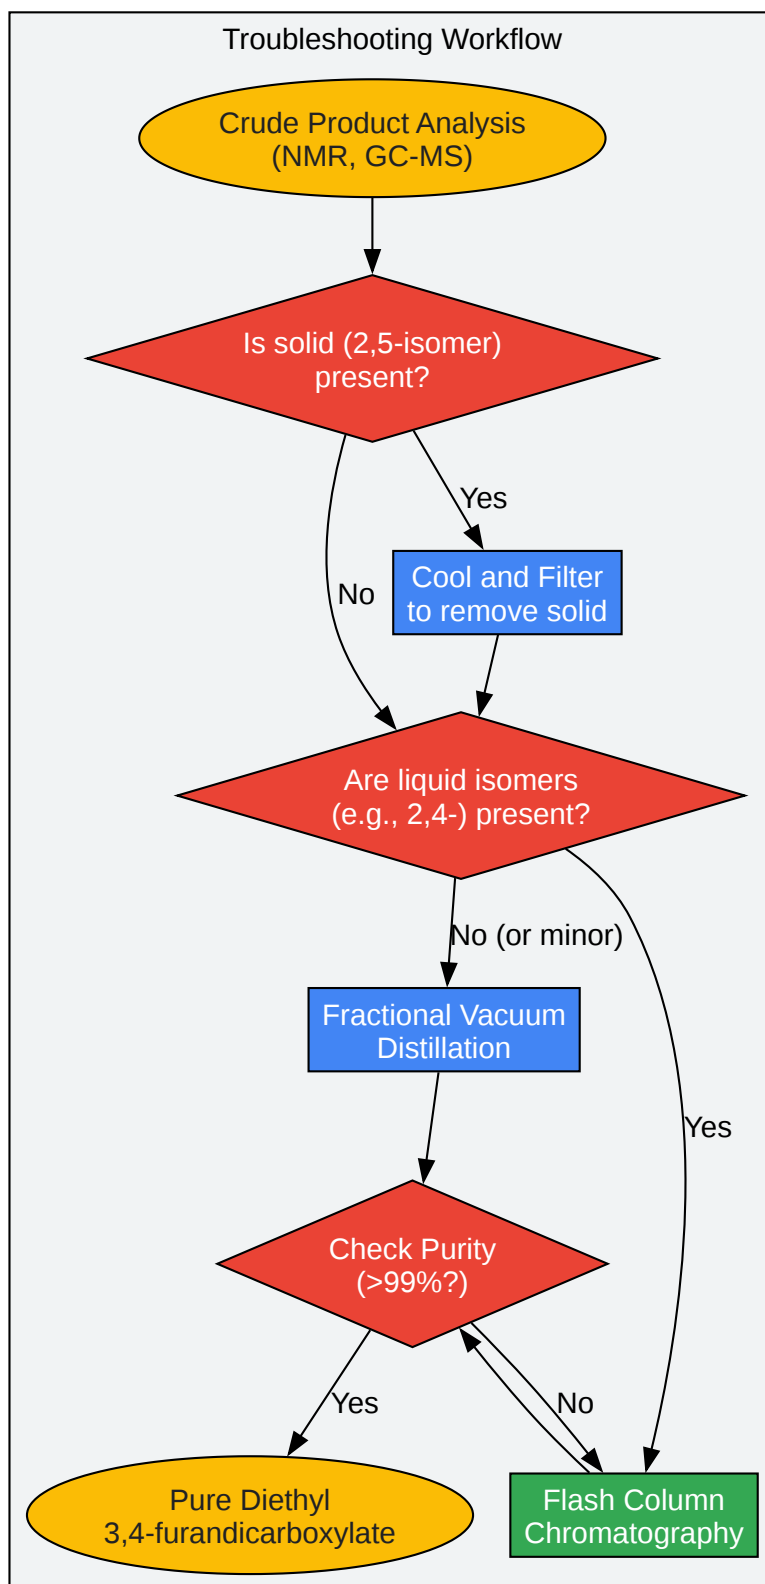 Troubleshooting Workflow
Crude Product Analysis
(NMR, GC-MS)
Is solid (2,5-isomer)
present?
Yes
No
Cool and Filter
to remove solid
Are liquid isomers
(e.g., 2,4-) present?
No (or minor)
Fractional Vacuum
Distillation
Yes
Check Purity
(>99%?)
Yes
No
Pure Diethyl
3,4-furandicarboxylate
Flash Column
Chromatography